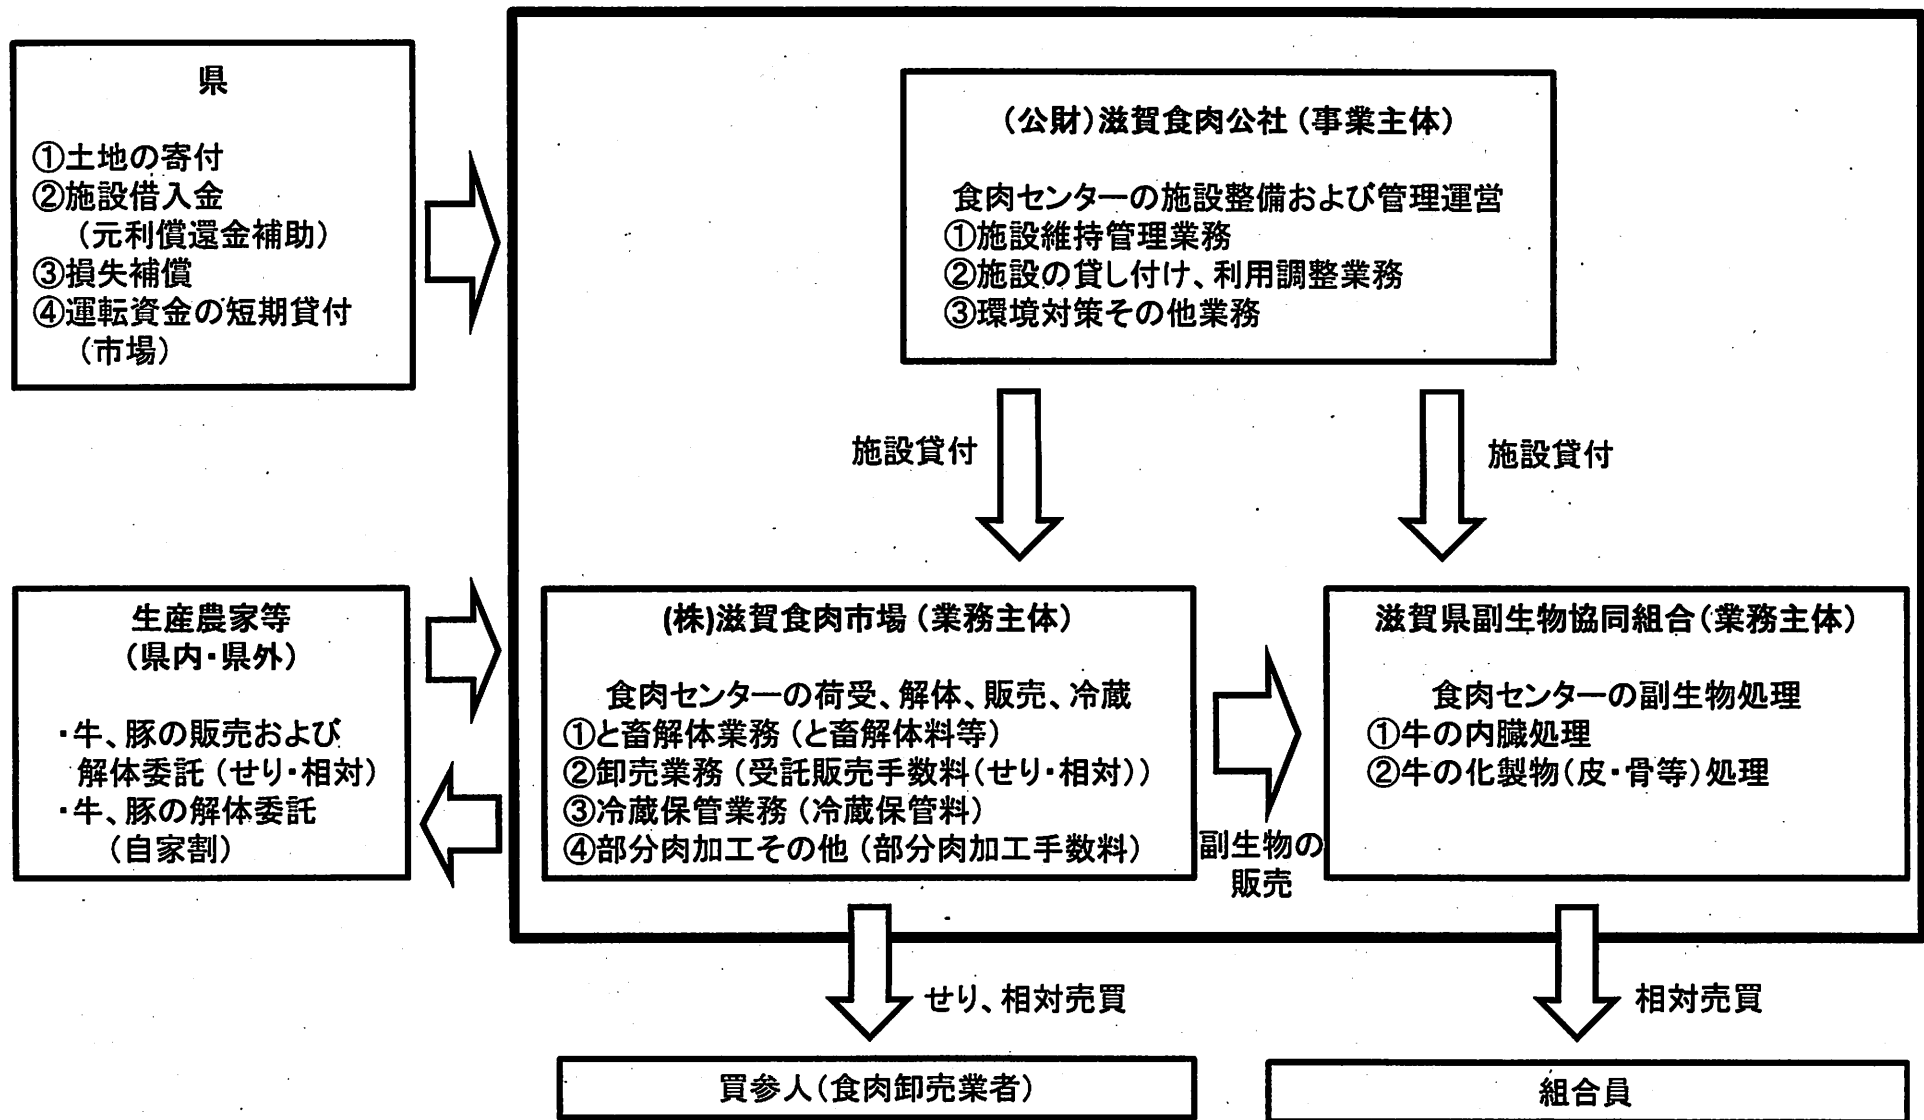 県
①土地の寄付
②施設借入金
（元利償還金補助）
③損失補償
④運転資金の短期貸付
（市場）
（公財）滋賀食肉公社（事業主体）
食肉センターの施設整備および管理運営
①施設維持管理業務
②施設の貸し付け、利用調整業務
③環境対策その他業務
施設貸付
施設貸付
生産農家等
（県内・県外）
・牛、豚の販売および
解体委託（せり・相対）
・牛、豚の解体委託
（自家割）
(株)滋賀食肉市場（業務主体）
食肉センターの荷受、解体、販売、冷蔵
①と畜解体業務（と畜解体料等）
②卸売業務（受託販売手数料（せり・相対））
③冷蔵保管業務（冷蔵保管料）
④部分肉加工その他（部分肉加工手数料）
副生物の
販売
滋賀県副生物協同組合（業務主体）
食肉センターの副生物処理
①牛の内臓処理
②牛の化製物（皮・骨等）処理
せり、相対売買
相対売買
買参人（食肉卸売業者）
組合員